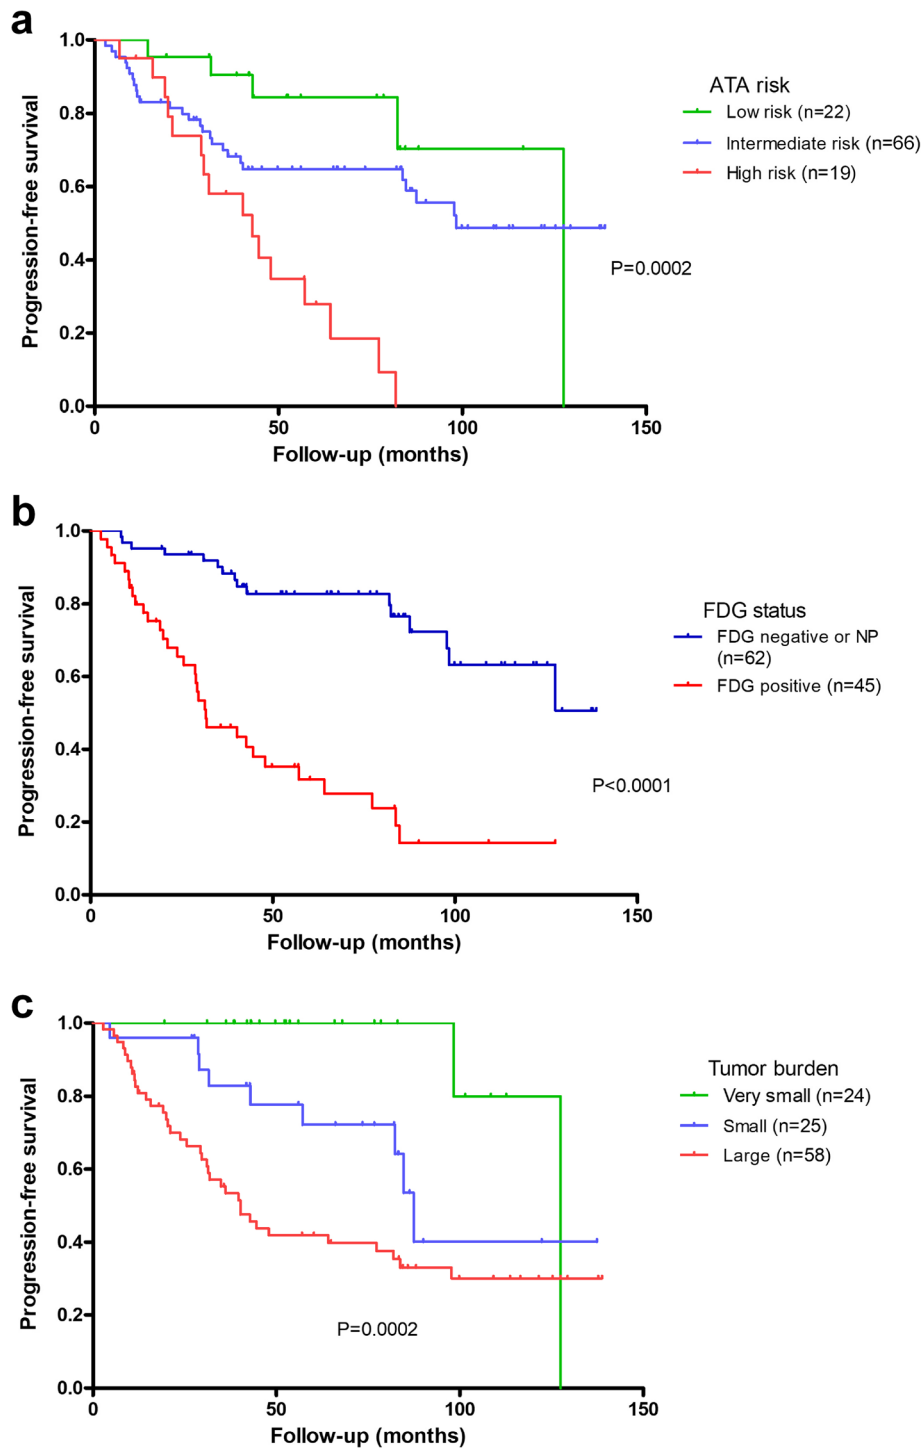 a
1.0
0.8
0.6
0.4
0.2
0.0
Progression-free survival
0
50
100
150
Follow-up (months)
ATA risk
Low risk (n=22)
Intermediate risk (n=66)
High risk (n=19)
P=0.0002
b
1.0
0.8
0.6
0.4
0.2
0.0
Progression-free survival
0
50
100
150
Follow-up (months)
FDG status
FDG negative or NP
(n=62)
FDG positive (n=45)
P<0.0001
c
1.0
0.8
0.6
0.4
0.2
0.0
Progression-free survival
0
50
100
150
Follow-up (months)
Tumor burden
Very small (n=24)
Small (n=25)
Large (n=58)
P=0.0002